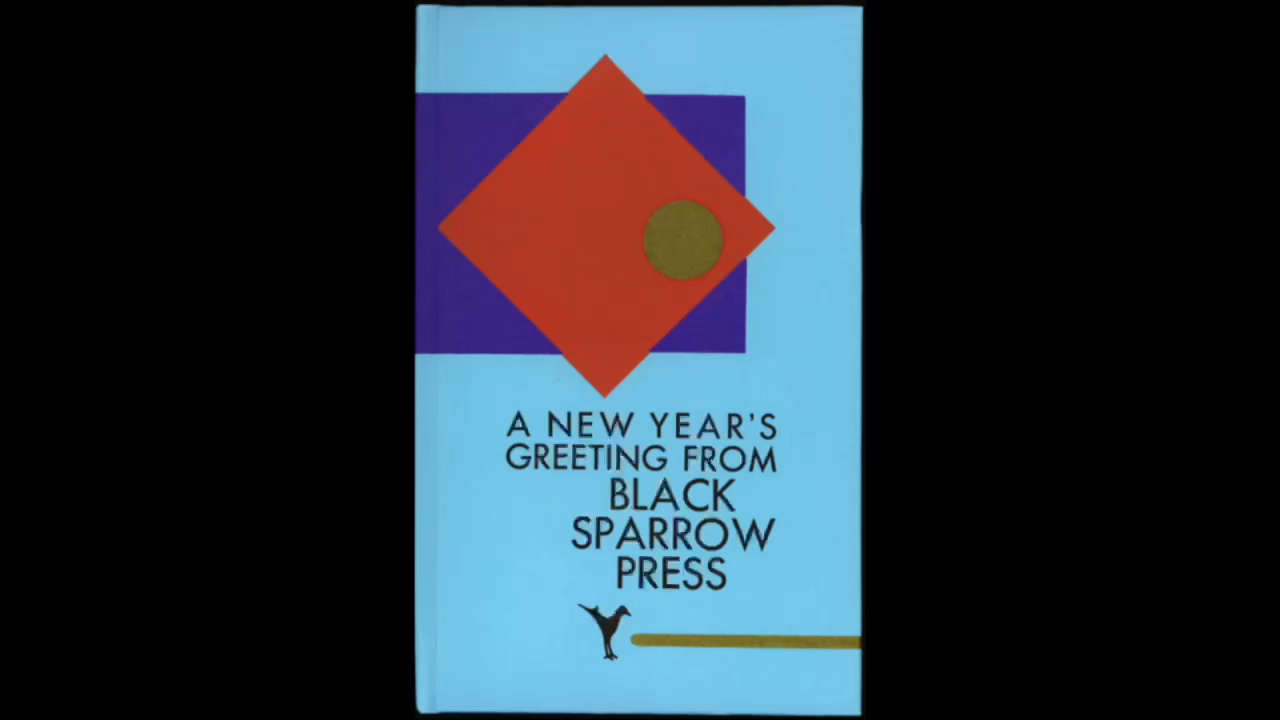 A NEW YEAR'S
GREETING FROM
BLACK
SPARROW
PRESS